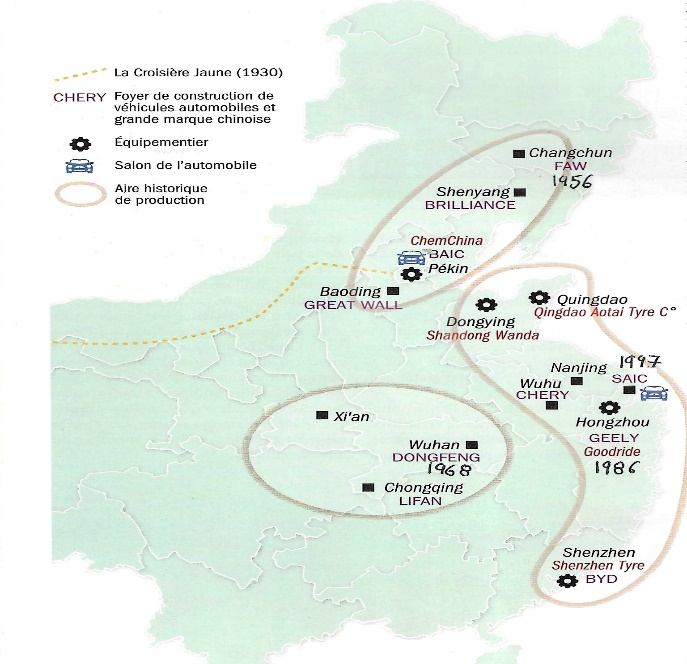 La Croisière Jaune (1930)
CHERY Foyer de construction de
véhicules automobiles et
grande marque chinoise
Équipementier
Salon de l'automobile
Aire historique
de production
Changchun
FAW
1956
Shenyang
BRILLIANCE
ChemChina
BAIC
Pékin
Baoding
GREAT WALL
Quingdao
Qingdao Aotai Tyre C°
Dongying
Shandong Wanda
Nanjing
1997
SAIC
Wuhu
CHERY
Hongzhou
GEELY
Goodride
1986
Xi'an
Wuhan
DONGFENG
1968
Chongqing
LIFAN
Shenzhen
Shenzhen Tyre
BYD